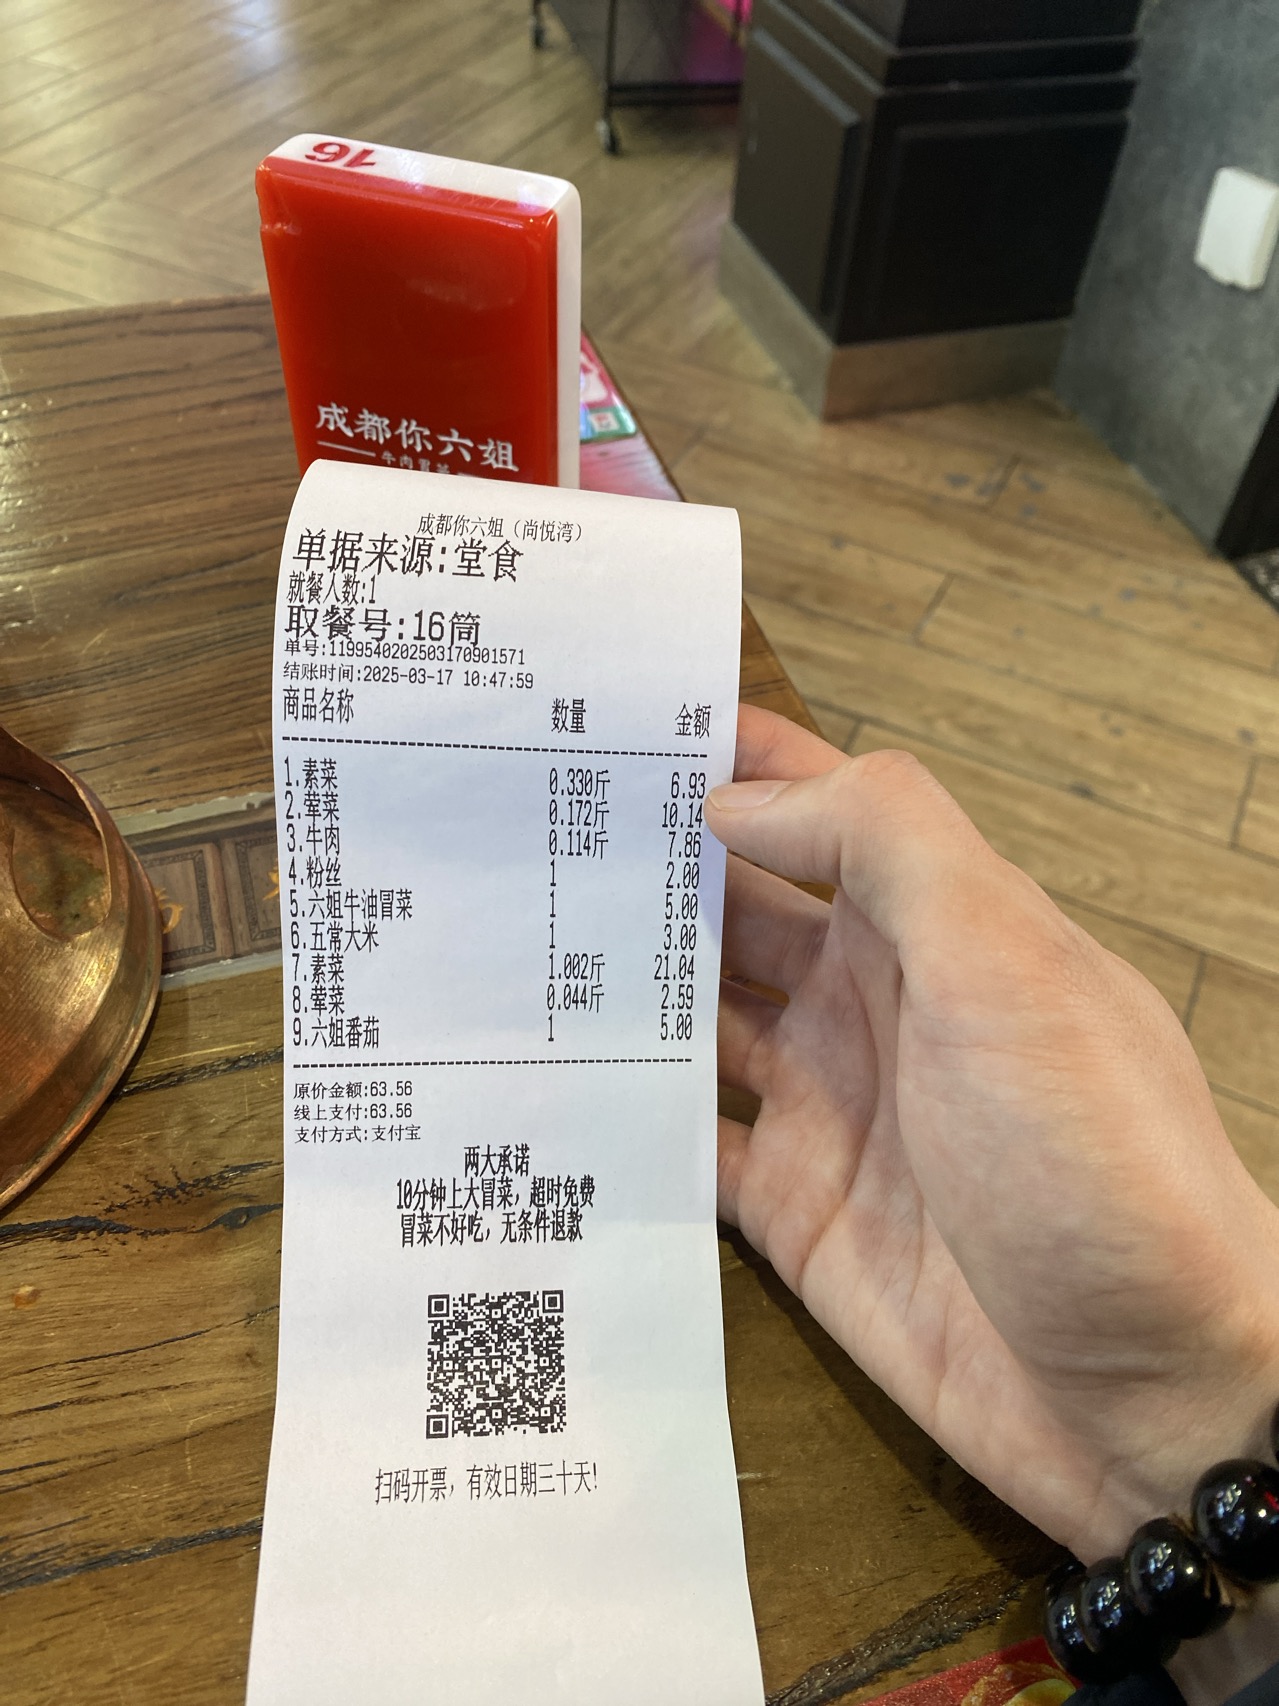 16
成都你六姐
牛肉冒菜
成都你六姐（尚悦湾）
单据来源:堂食
就餐人数:1
取餐号:16筒
单号:1199540202503170901571
结账时间:2025-03-17 10:47:59
商品名称 数量 金额
1.素菜 0.330斤 6.93
2.荤菜 0.172斤 10.14
3.牛肉 0.114斤 7.86
4.粉丝 1 2.00
5.六姐牛油冒菜 1 5.00
6.五常大米 1 3.00
7.素菜 1.002斤 21.04
8.荤菜 0.044斤 2.59
9.六姐番茄 1 5.00
原价金额:63.56
线上支付:63.56
支付方式:支付宝
两大承诺
10分钟上大冒菜，超时免费
冒菜不好吃，无条件退款
扫码开票，有效日期三十天!